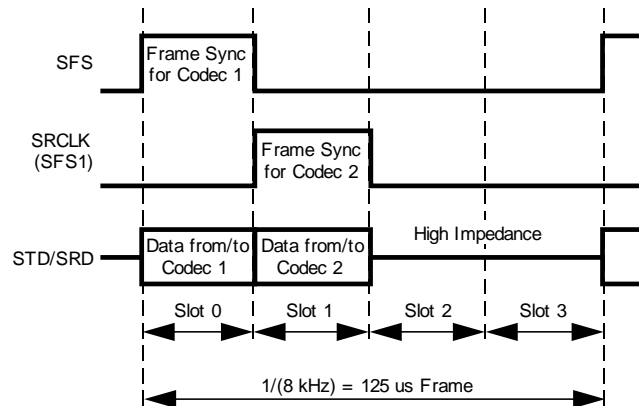 SFS
Frame Sync
for Codec 1
SRCLK
(SFS1)
Frame Sync
for Codec 2
STD/SRD
Data from/to
Codec 1
Data from/to
Codec 2
High Impedance
Slot 0
Slot 1
Slot 2
Slot 3
1/(8 kHz) = 125 us Frame